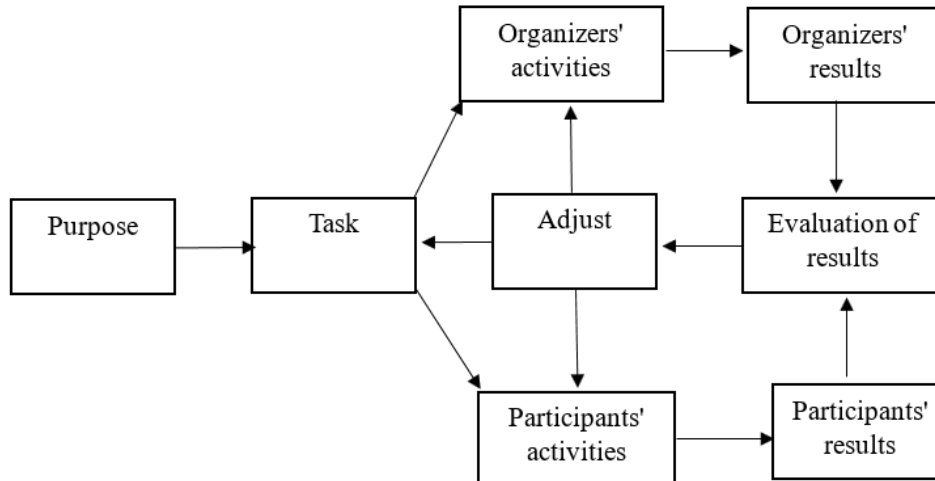 Organizers'
activities
Organizers'
results
Purpose
Task
Adjust
Evaluation of
results
Participants'
activities
Participants'
results